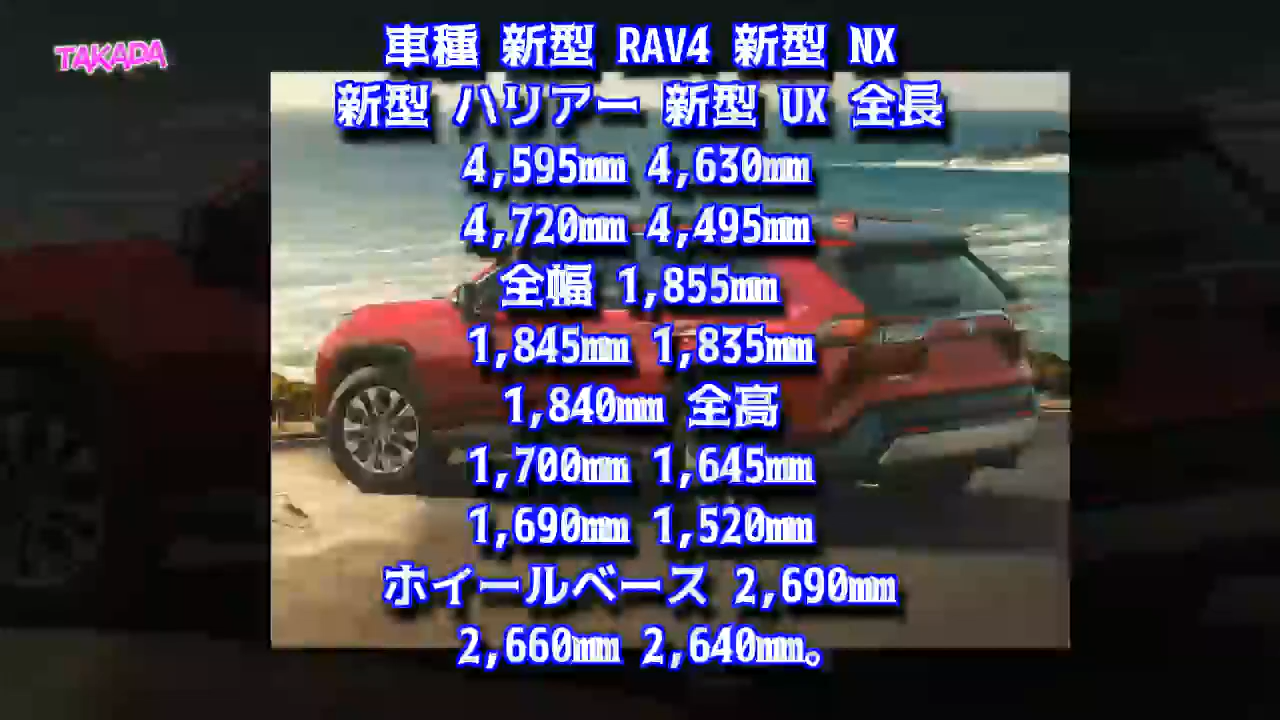 TAKADA
車種 新型 RAV4 新型 NX
新型 ハリアー 新型 UX 全長
4,595mm 4,630mm
4,720mm 4,495mm
全幅 1,855mm
1,845mm 1,835mm
1,840mm 全高
1,700mm 1,645mm
1,690mm 1,520mm
ホイールベース 2,690mm
2,660mm 2,640mm。